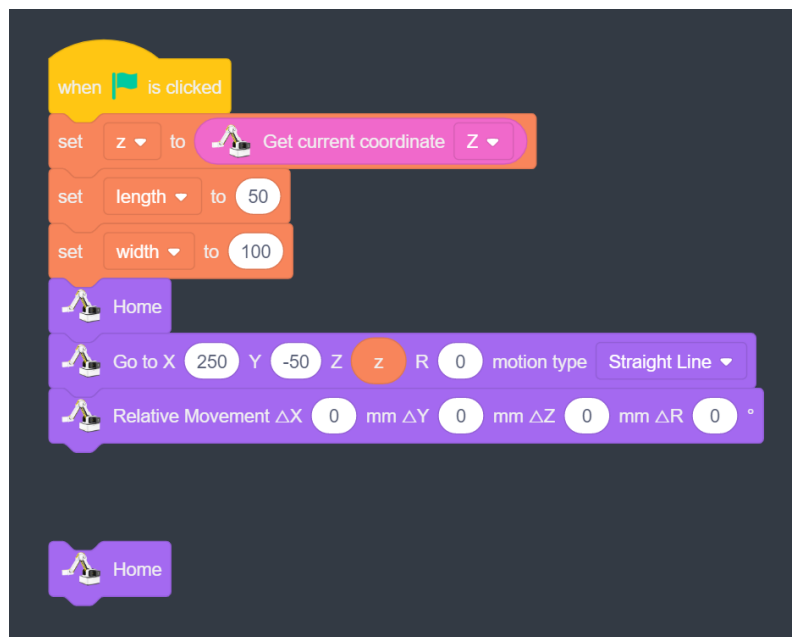 when is clicked
set z to Get current coordinate Z
set length to 50
set width to 100
Home
Go to X 250 Y -50 Z z R 0 motion type Straight Line
Relative Movement △X 0 mm △Y 0 mm △Z 0 mm △R 0 °
Home